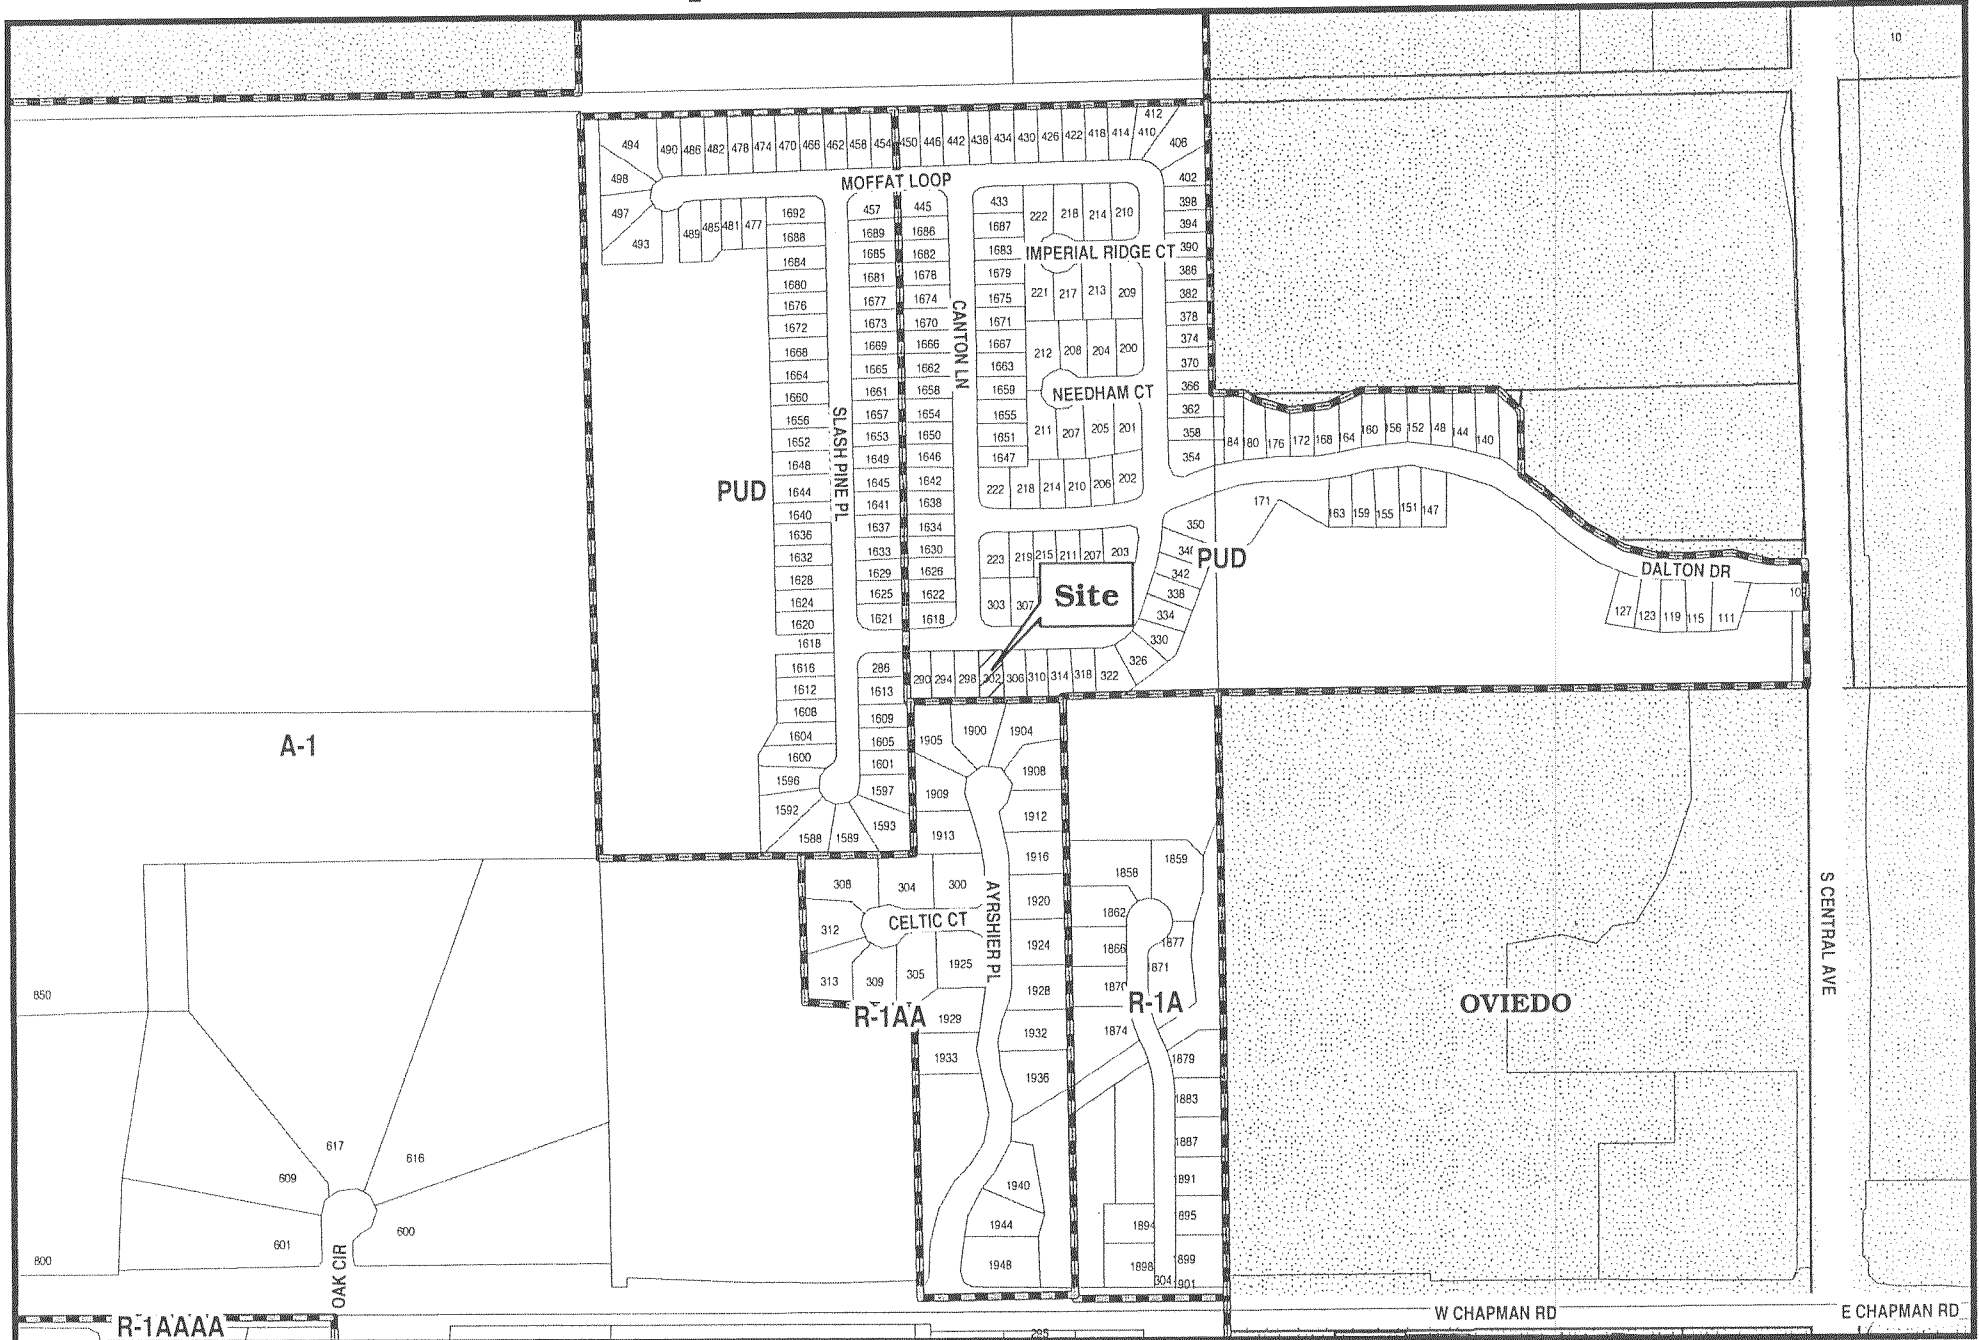 10
412
494 490 486 482 478 474 470 466 462 458 454 450 446 442 438 434 430 426 422 418 414 410 406
498
MOFFAT LOOP
402
497
493
489 485 481 477
1692 457 445 433 222 218 214 210 398
1688 1689 1686 1687 394
1684 1685 1682 1683 IMPERIAL RIDGE CT 390
1680 1681 1678 1679 386
1676 1677 1674 1675 221 217 213 209 382
1672 1673 1670 1671 378
1668 1669 1666 1667 212 208 204 200 374
1664 1665 1662 1663 370
1660 1661 1658 1659 NEEDHAM CT 366
1656 1657 1654 1655 362
1652 1653 1650 1651 211 207 205 201 358
1648 1649 1646 1647 354
1644 1645 1642 222 218 214 210 206 202
1640 1641 1638
1636 1637 1634
1632 1633 1630 223 219 215 211 207 203
1628 1629 1626
1624 1625 1622 303 307
1620 1621 1618
1618
SLASH PINE PL
CANTON LN
PUD
84 180 176 172 168 164 160 156 152 48 144 140
171 163 159 155 151 147
350
PUD
342
338
334
330
326
Site
DALTON DR
10
127 123 119 115 111
1616 286 290 294 298 302 306 310 314 318 322
1612 1613
1608 1609
1604 1605
1600 1601
1596 1597
1592 1593
1588 1589
A-1
1905 1900 1904
1908
1909 1912
1913 1916
308 304 300 1920
CELTIC CT
312
313 309 305 1925 1924
1928
R-1AA
1929 1932
1933 1936
1940
1944
1948
AYRSHIER PL
1858 1859
1862
1866 1877
1870 1871
R-1A
1874
1879
1883
1887
891
1894 895
1898 899
304 901
OVIEDO
S CENTRAL AVE
850
617
616
609
601 600
800
OAK CIR
W CHAPMAN RD
E CHAPMAN RD
R-1AAAA
295